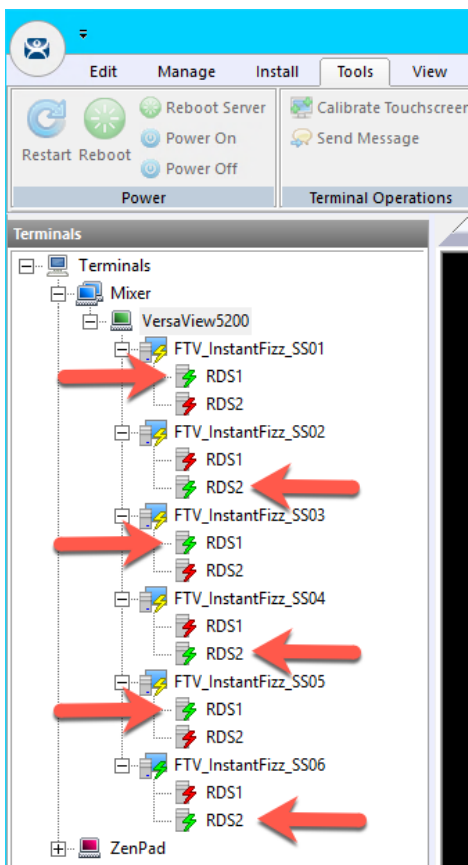 Edit Manage Install Tools View
Restart Reboot
Reboot Server
Power On
Power Off
Power
Calibrate Touchscreen
Send Message
Terminal Operations
Terminals
Terminals
Mixer
VersaView5200
FTV_InstantFizz_SS01
RDS1
RDS2
FTV_InstantFizz_SS02
RDS1
RDS2
FTV_InstantFizz_SS03
RDS1
RDS2
FTV_InstantFizz_SS04
RDS1
RDS2
FTV_InstantFizz_SS05
RDS1
RDS2
FTV_InstantFizz_SS06
RDS1
RDS2
ZenPad